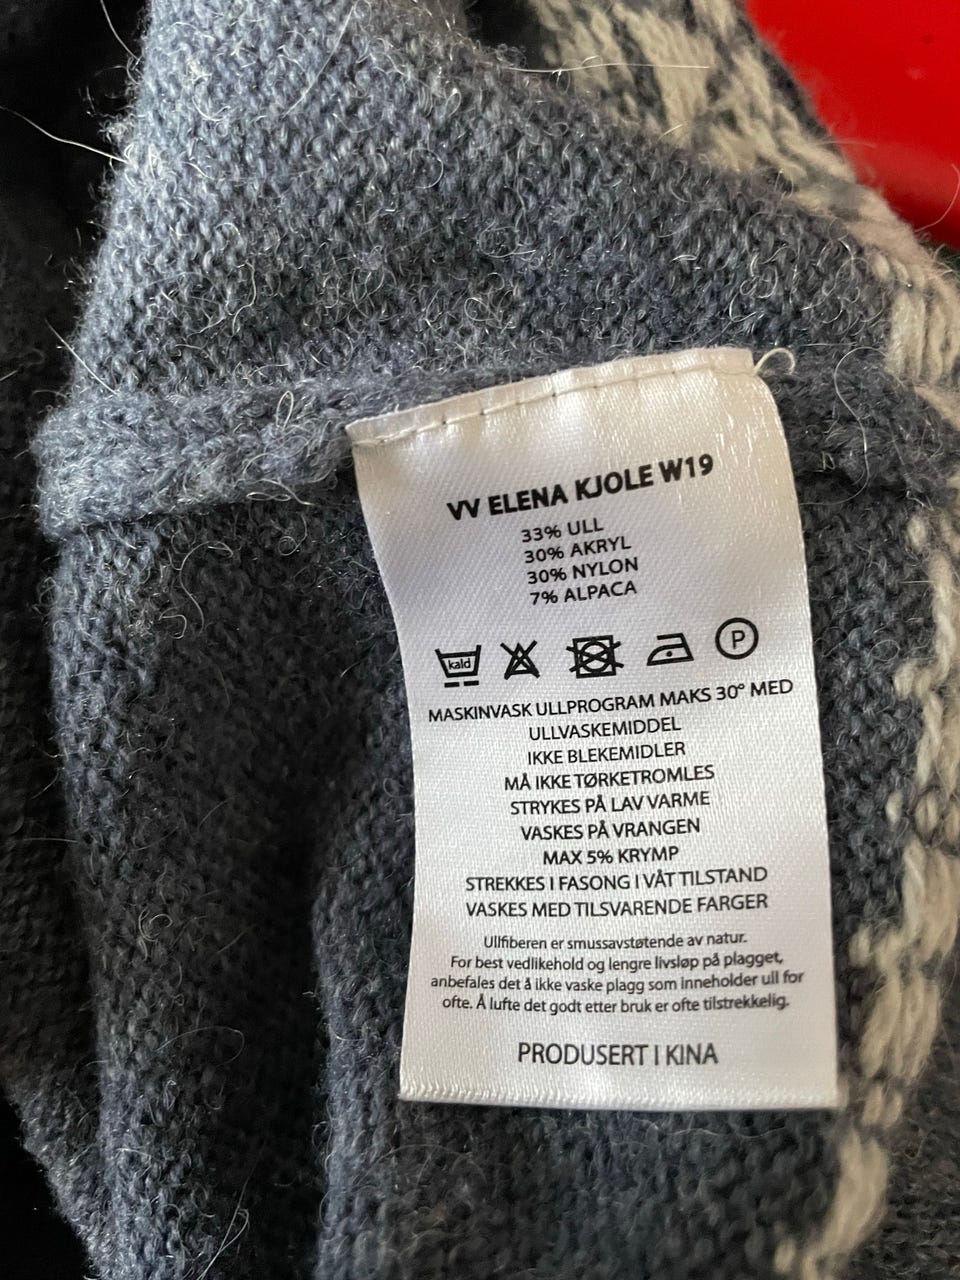 VV ELENA KJOLE W19
33% ULL
30% AKRYL
30% NYLON
7% ALPACA
kald P
MASKINVASK ULLPROGRAM MAKS 30° MED
ULLVASKEMIDDEL
IKKE BLEKEMIDLER
MÅ IKKE TØRKETROMLES
STRYKES PÅ LAV VARME
VASKES PÅ VRANGEN
MAX 5% KRYMP
STREKKES I FASONG I VÅT TILSTAND
VASKES MED TILSVARENDE FARGER
Ullfiberen er smussavstøtende av natur.
For best vedlikehold og lengre livsløp på plagget,
anbefales det å ikke vaske plagg som inneholder ull for
ofte. Å lufte det godt etter bruk er ofte tilstrekkelig.
PRODUSERT I KINA